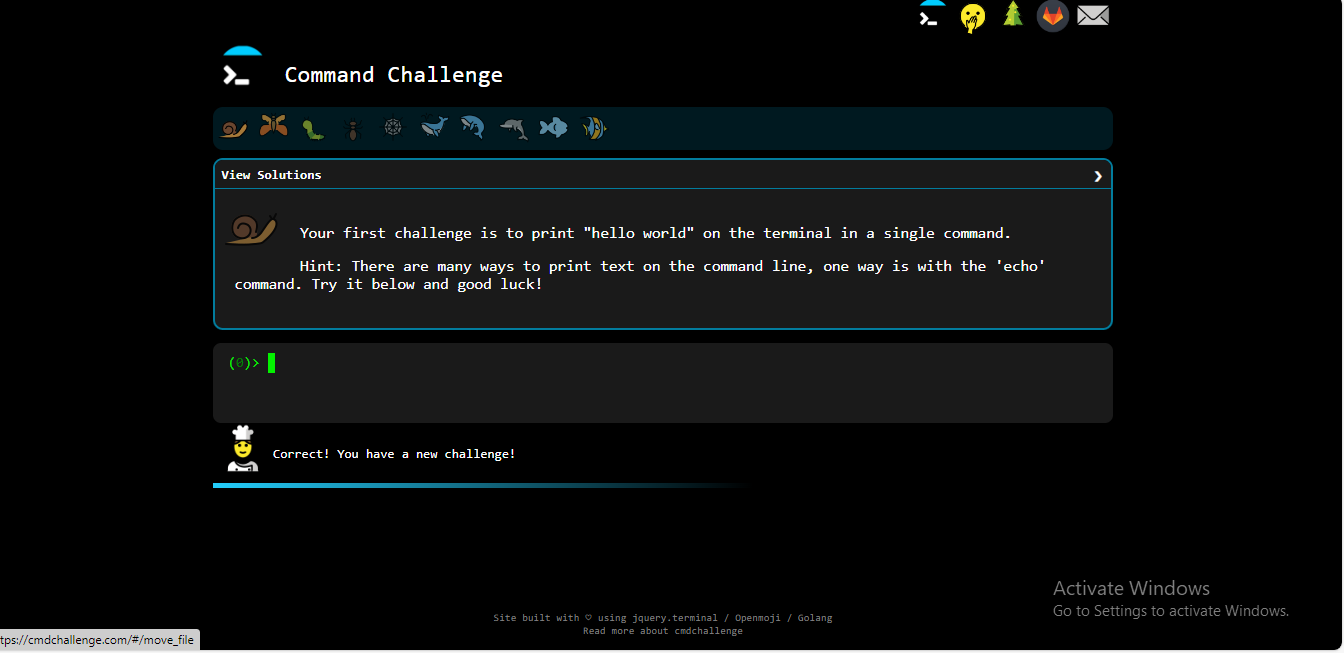 Command Challenge
View Solutions
Your first challenge is to print "hello world" on the terminal in a single command.
Hint: There are many ways to print text on the command line, one way is with the 'echo'
command. Try it below and good luck!
(0)>
Correct! You have a new challenge!
Activate Windows
Go to Settings to activate Windows.
Site built with ♡ using jquery.terminal / Openmoji / Golang
Read more about cmdchallenge
tps://cmdchallenge.com/#/move_file